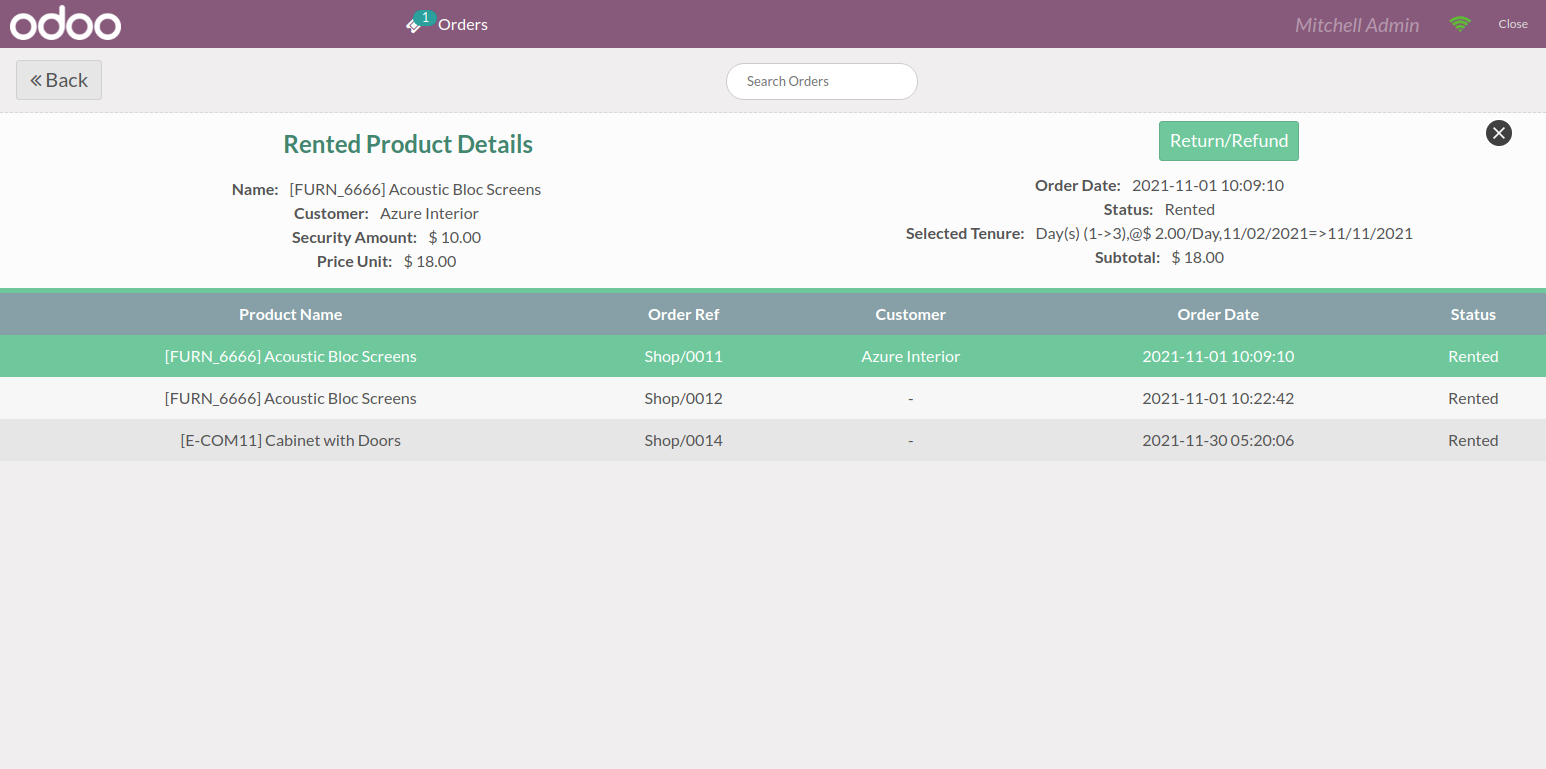 odoo
1 Orders
Mitchell Admin
Close
« Back
Search Orders
Rented Product Details
Name: [FURN_6666] Acoustic Bloc Screens
Customer: Azure Interior
Security Amount: $ 10.00
Price Unit: $ 18.00
Return/Refund
Order Date: 2021-11-01 10:09:10
Status: Rented
Selected Tenure: Day(s) (1->3),@$ 2.00/Day,11/02/2021=>11/11/2021
Subtotal: $ 18.00
Product Name Order Ref Customer Order Date Status
[FURN_6666] Acoustic Bloc Screens Shop/0011 Azure Interior 2021-11-01 10:09:10 Rented
[FURN_6666] Acoustic Bloc Screens Shop/0012 - 2021-11-01 10:22:42 Rented
[E-COM11] Cabinet with Doors Shop/0014 - 2021-11-30 05:20:06 Rented